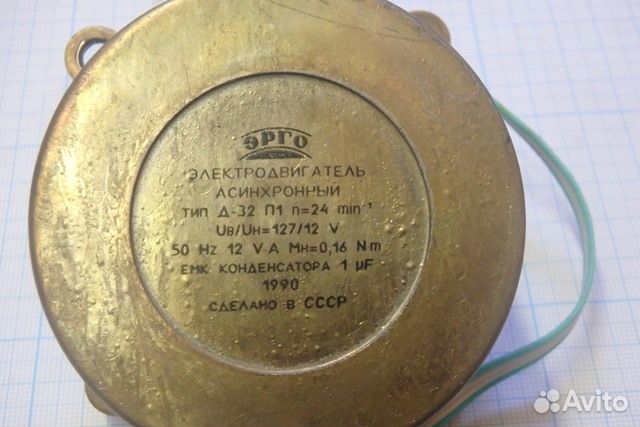 ЭРГО
ЭЛЕКТРОДВИГАТЕЛЬ
АСИНХРОННЫЙ
ТИП Д-32 П1 n=24 min⁻¹
Uв/Uн=127/12 V
50 Hz 12 V·A Mн=0,16 N·m
ЕМК КОНДЕНСАТОРА 1 µF
1990
СДЕЛАНО В СССР
Avito